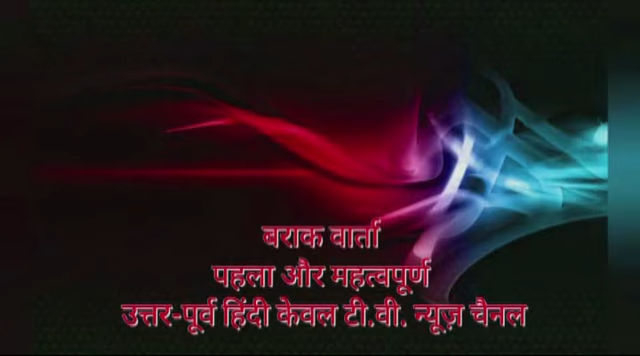 बराक वार्ता
पहला और महत्वपूर्ण
उत्तर-पूर्व हिंदी केवल टी.वी. न्यूज़ चैनल